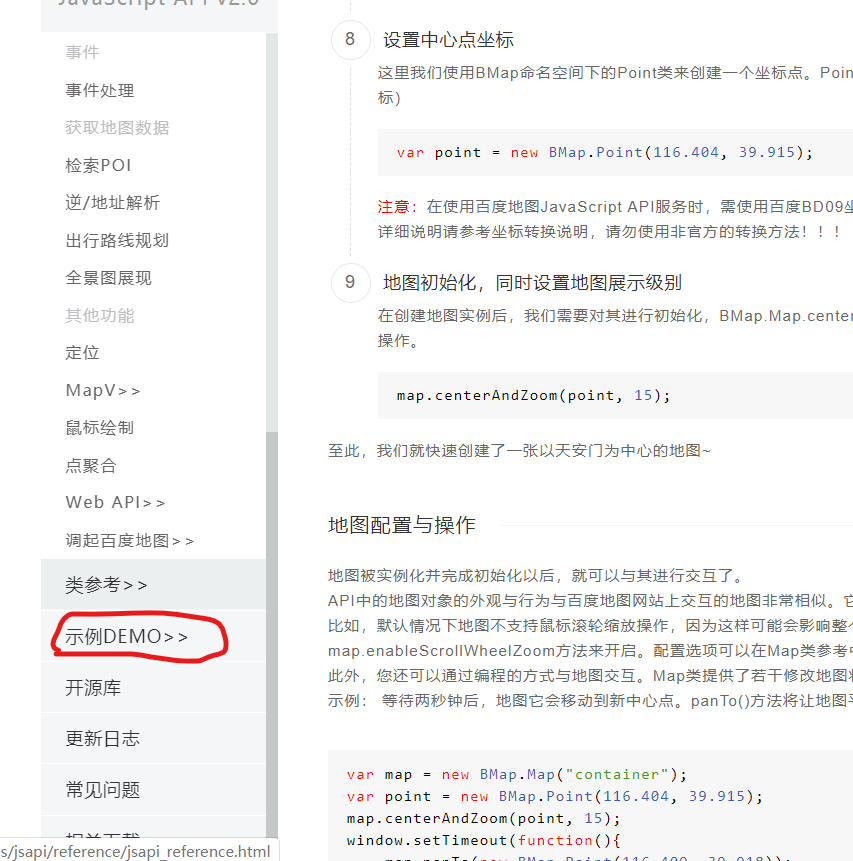 JavaScript API v2.0
事件
事件处理
获取地图数据
检索POI
逆/地址解析
出行路线规划
全景图展现
其他功能
定位
MapV>>
鼠标绘制
点聚合
Web API>>
调起百度地图>>
类参考>>
示例DEMO>>
开源库
更新日志
常见问题
相关下载
s/jsapi/reference/jsapi_reference.html
8 设置中心点坐标
这里我们使用BMap命名空间下的Point类来创建一个坐标点。Poin
标）
var point = new BMap.Point(116.404, 39.915);
注意：在使用百度地图JavaScript API服务时，需使用百度BD09坐
详细说明请参考坐标转换说明，请勿使用非官方的转换方法！！！
9 地图初始化，同时设置地图展示级别
在创建地图实例后，我们需要对其进行初始化，BMap.Map.center
操作。
map.centerAndZoom(point, 15);
至此，我们就快速创建了一张以天安门为中心的地图~
地图配置与操作
地图被实例化并完成初始化以后，就可以与其进行交互了。
API中的地图对象的外观与行为与百度地图网站上交互的地图非常相似。它
比如，默认情况下地图不支持鼠标滚轮缩放操作，因为这样可能会影响整个
map.enableScrollWheelZoom方法来开启。配置选项可以在Map类参考中
此外，您还可以通过编程的方式与地图交互。Map类提供了若干修改地图状
示例： 等待两秒钟后，地图它会移动到新中心点。panTo()方法将让地图平
var map = new BMap.Map("container");
var point = new BMap.Point(116.404, 39.915);
map.centerAndZoom(point, 15);
window.setTimeout(function(){
map.panTo(new BMap.Point(116.409, 39.918));